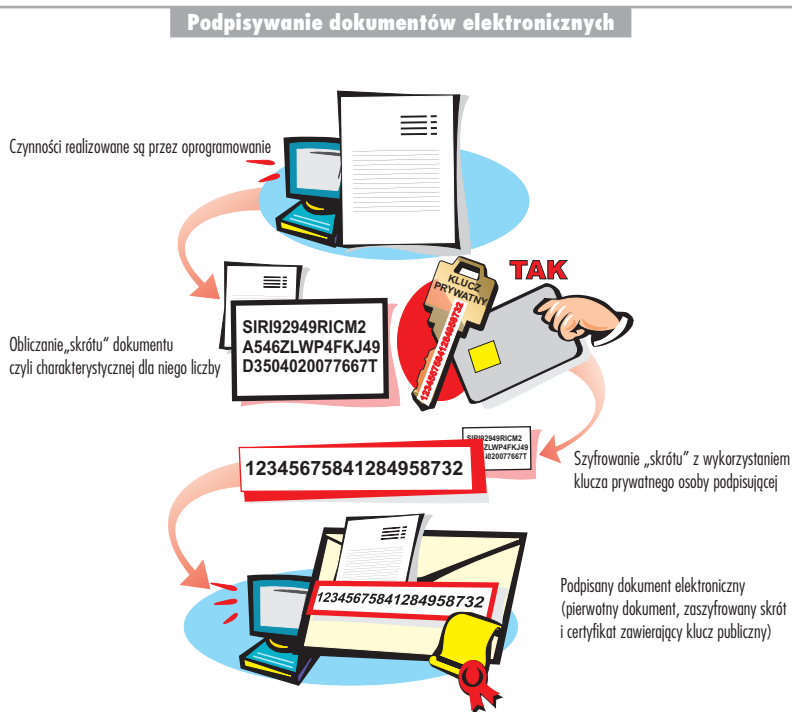 Podpisywanie dokumentów elektronicznych
Czynności realizowane są przez oprogramowanie
KLUCZ
PRYWATNY
12345675841284958732
TAK
SIRI92949RICM2
A546ZLWP4FKJ49
D3504020077667T
Obliczanie„skrótu” dokumentu
czyli charakterystycznej dla niego lizby
SIRI92949RICM2
ZLWP4FKJ49
4020077667T
12345675841284958732
Szyfrowanie „skrótu” z wykorzystaniem
klucza prywatnego osoby podpisującej
12345675841284958732
Podpisany dokument elektroniczny
(pierwotny dokument, zaszyfrowany skrót
i certyfikat zawierający klucz publiczny)